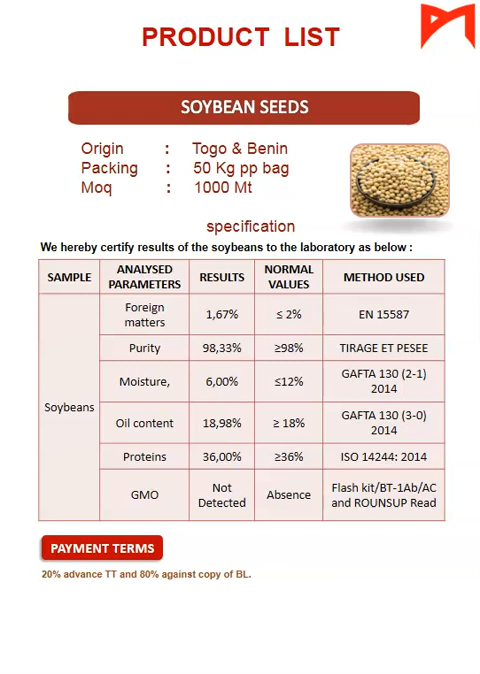 PRODUCT LIST
SOYBEAN SEEDS
Origin : Togo & Benin
Packing : 50 Kg pp bag
Moq : 1000 Mt
specification
We hereby certify results of the soybeans to the laboratory as below :
SAMPLE ANALYSED PARAMETERS RESULTS NORMAL VALUES METHOD USED
Soybeans
Foreign matters 1,67% ≤ 2% EN 15587
Purity 98,33% ≥98% TIRAGE ET PESEE
Moisture, 6,00% ≤12% GAFTA 130 (2-1) 2014
Oil content 18,98% ≥ 18% GAFTA 130 (3-0) 2014
Proteins 36,00% ≥36% ISO 14244: 2014
GMO Not Detected Absence Flash kit/BT-1Ab/AC and ROUNSUP Read
PAYMENT TERMS
20% advance TT and 80% against copy of BL.